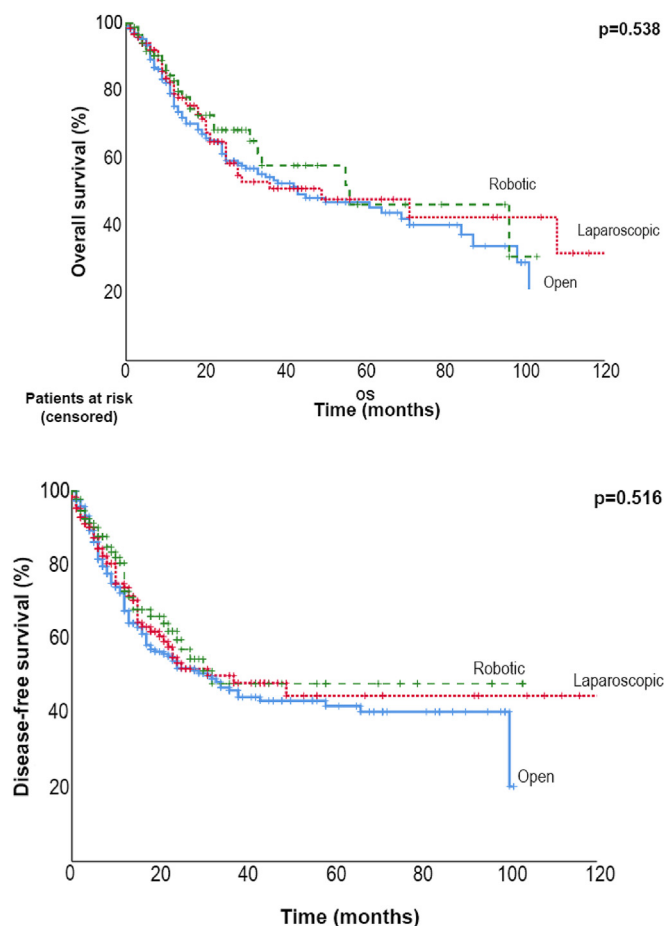 100
p=0.538
80
60
40
20
Overall survival (%)
Robotic
Laparoscopic
Open
0
20
40
60
80
100
120
OS
Time (months)
Patients at risk
(censored)
100
p=0.516
80
60
40
20
Disease-free survival (%)
Robotic
Laparoscopic
Open
0
20
40
60
80
100
120
Time (months)